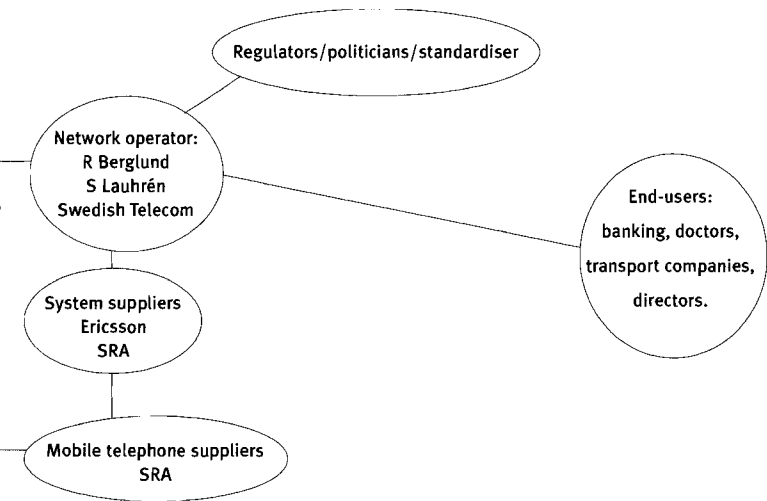 Regulators/politicians/standardiser
Network operator:
R Berglund
S Lauhrén
Swedish Telecom
End-users:
banking, doctors,
transport companies,
directors.
System suppliers
Ericsson
SRA
Mobile telephone suppliers
SRA